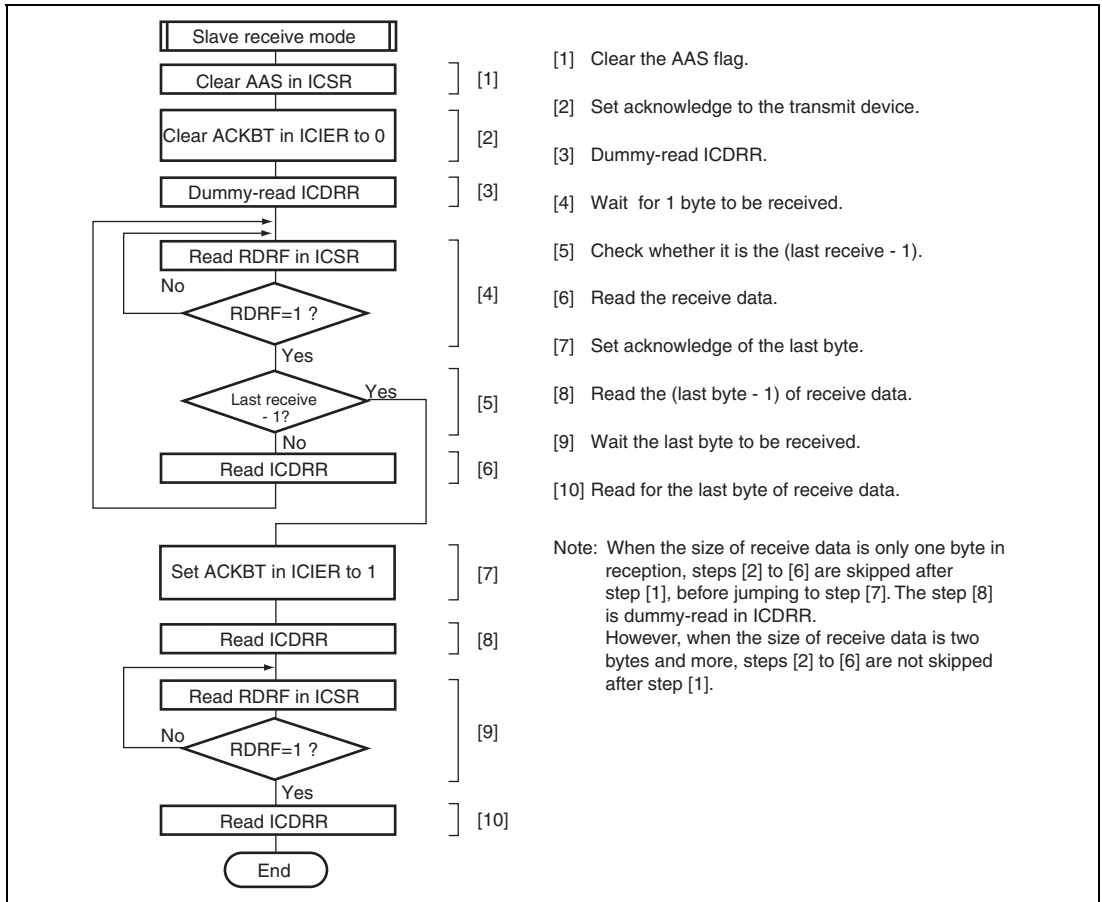 Slave receive mode
Clear AAS in ICSR
[1]
Clear ACKBT in ICIER to 0
[2]
Dummy-read ICDRR
[3]
Read RDRF in ICSR
No
RDRF=1 ?
[4]
Yes
Last receive
- 1?
Yes
[5]
No
Read ICDRR
[6]
Set ACKBT in ICIER to 1
[7]
Read ICDRR
[8]
Read RDRF in ICSR
No
RDRF=1 ?
[9]
Yes
Read ICDRR
[10]
End
[1] Clear the AAS flag.
[2] Set acknowledge to the transmit device.
[3] Dummy-read ICDRR.
[4] Wait for 1 byte to be received.
[5] Check whether it is the (last receive - 1).
[6] Read the receive data.
[7] Set acknowledge of the last byte.
[8] Read the (last byte - 1) of receive data.
[9] Wait the last byte to be received.
[10] Read for the last byte of receive data.
Note: When the size of receive data is only one byte in
reception, steps [2] to [6] are skipped after
step [1], before jumping to step [7]. The step [8]
is dummy-read in ICDRR.
However, when the size of receive data is two
bytes and more, steps [2] to [6] are not skipped
after step [1].